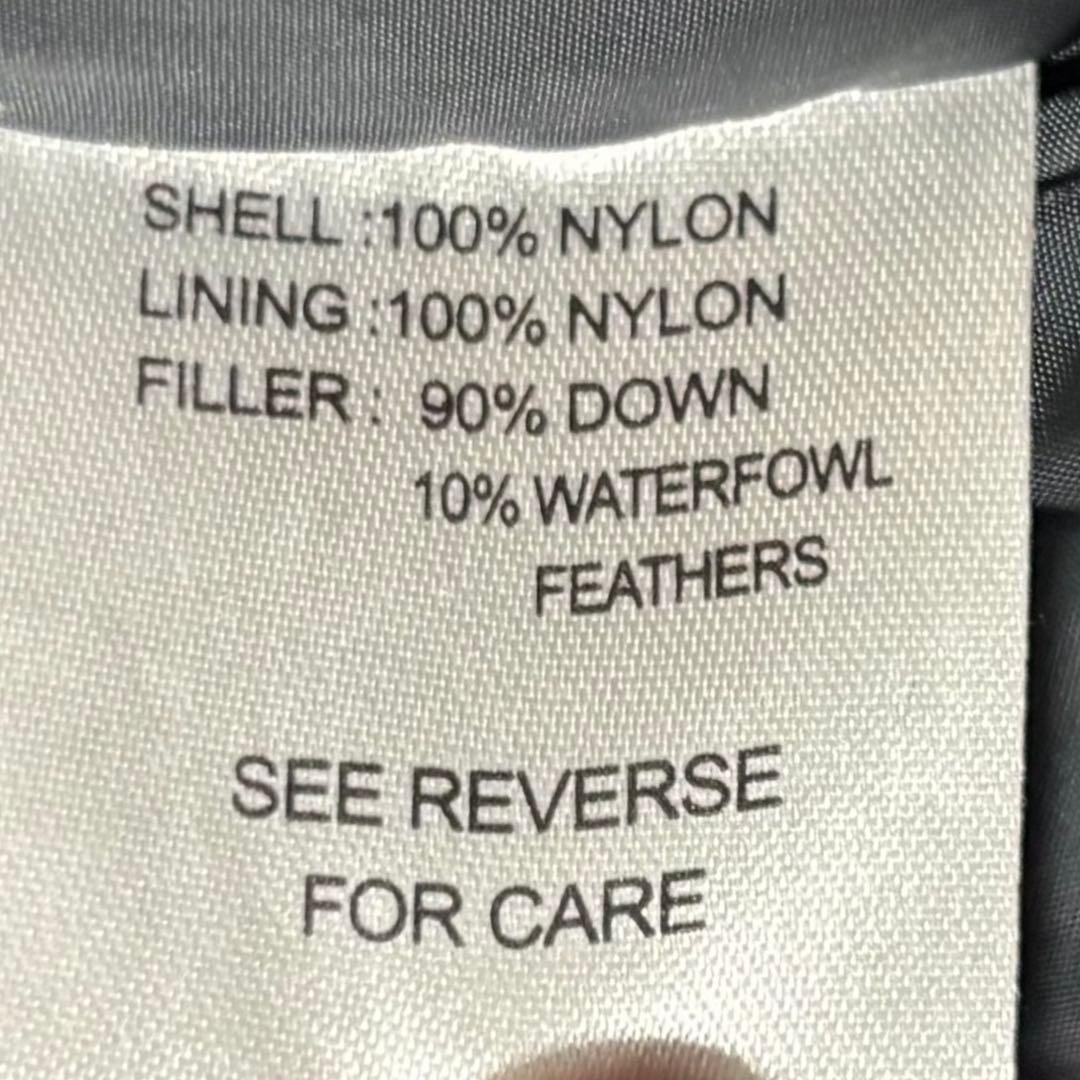 SHELL :100% NYLON
LINING :100% NYLON
FILLER : 90% DOWN
10% WATERFOWL
FEATHERS
SEE REVERSE
FOR CARE